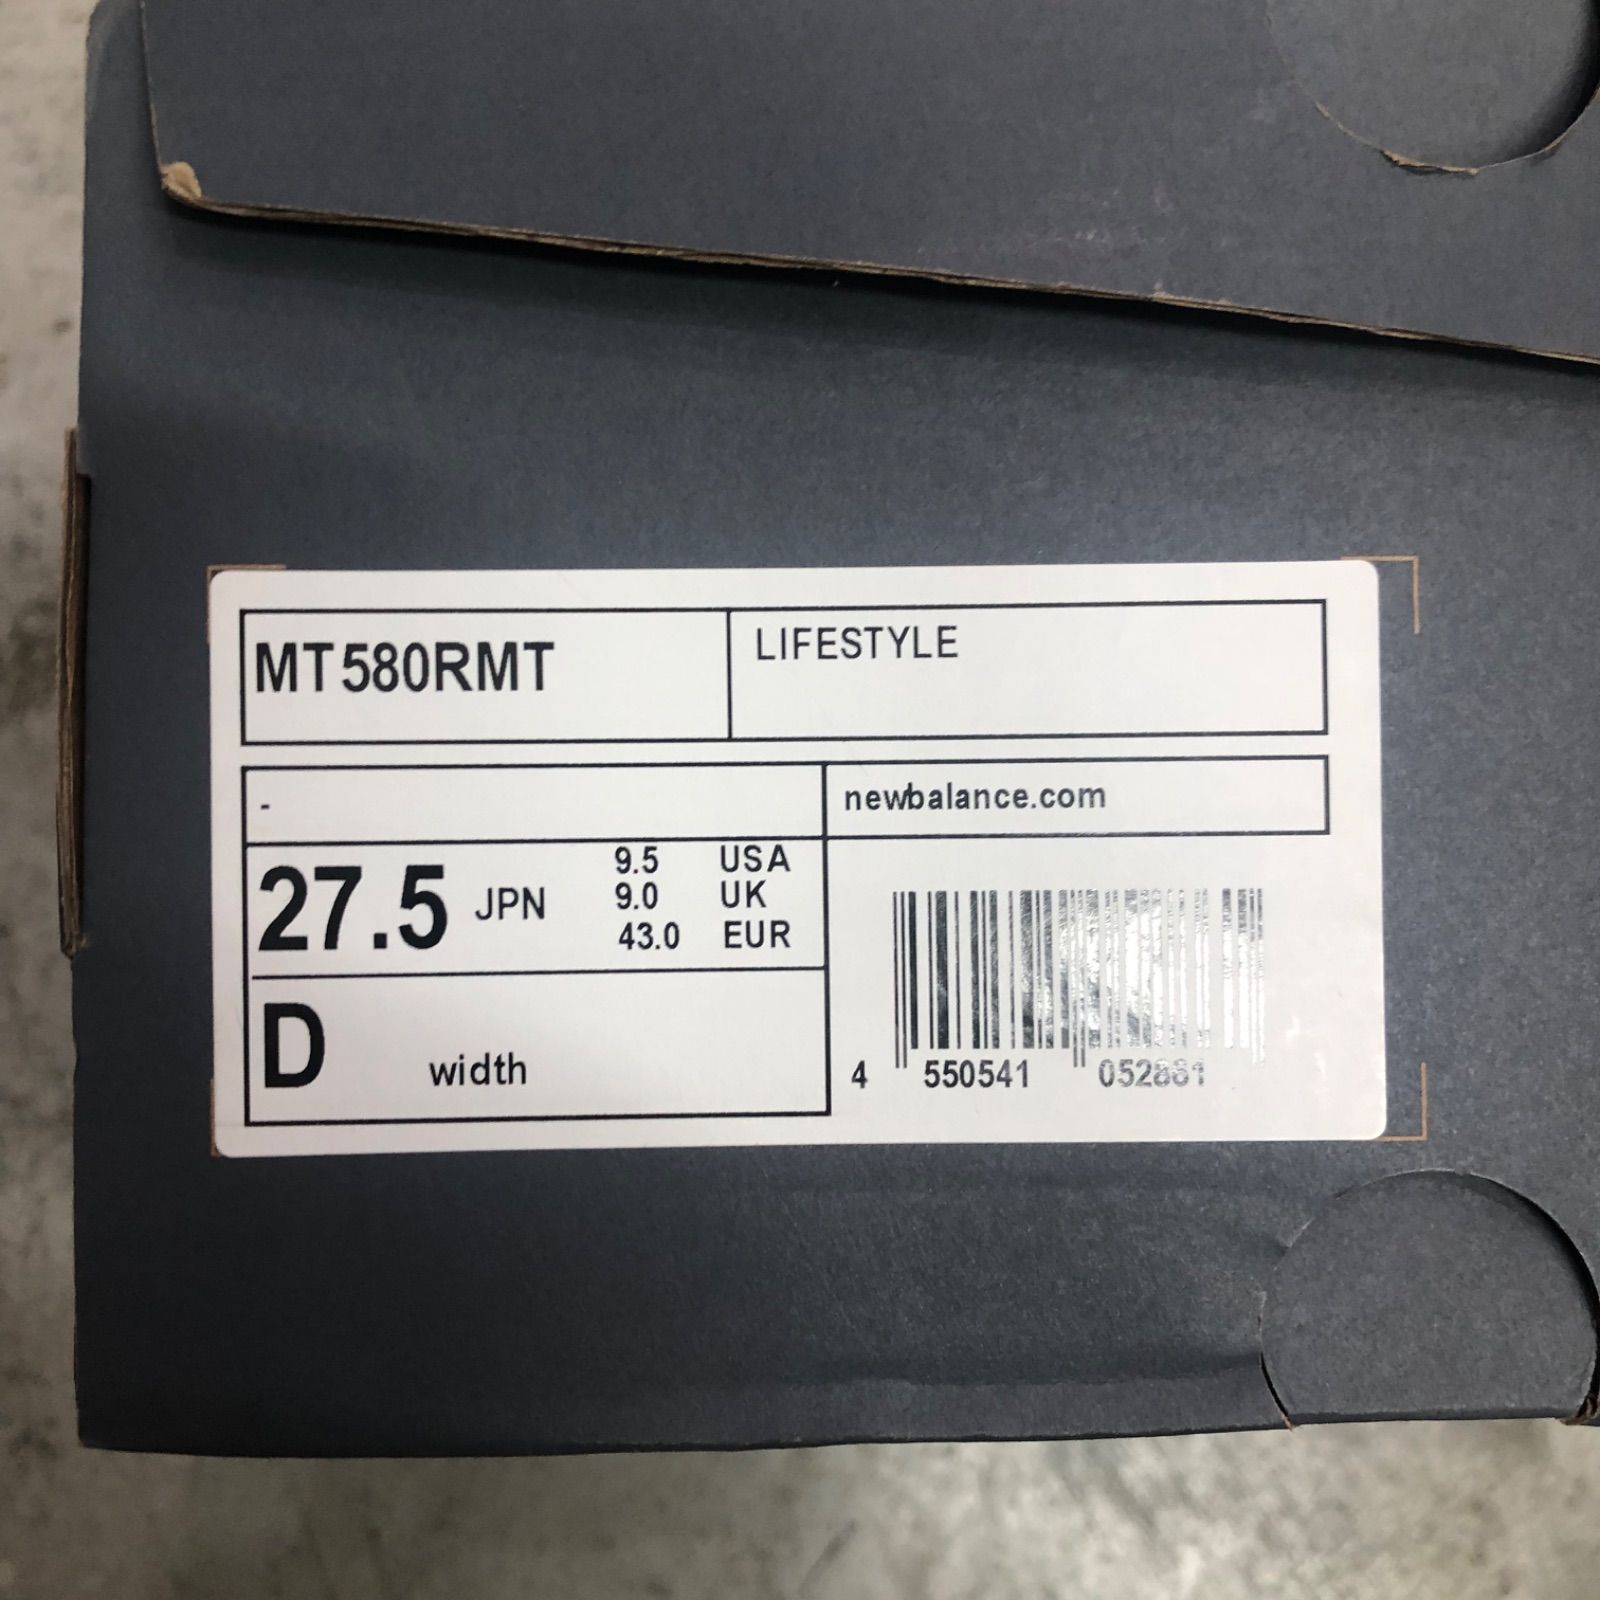 MT580RMT
LIFESTYLE
-
newbalance.com
27.5 JPN
9.5 USA
9.0 UK
43.0 EUR
D width
4 550541 052881